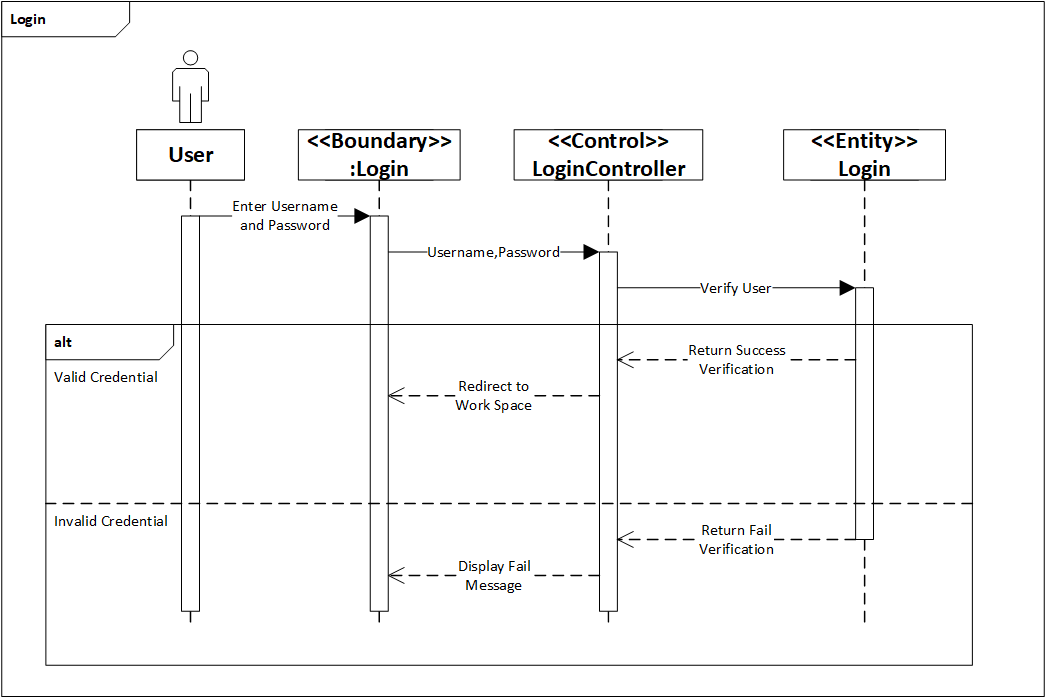 Login
User
<<Boundary>>
:Login
<<Control>>
LoginController
<<Entity>>
Login
Enter Username
and Password
Username,Password
Verify User
alt
Valid Credential
Return Success
Verification
Redirect to
Work Space
Invalid Credential
Return Fail
Verification
Display Fail
Message